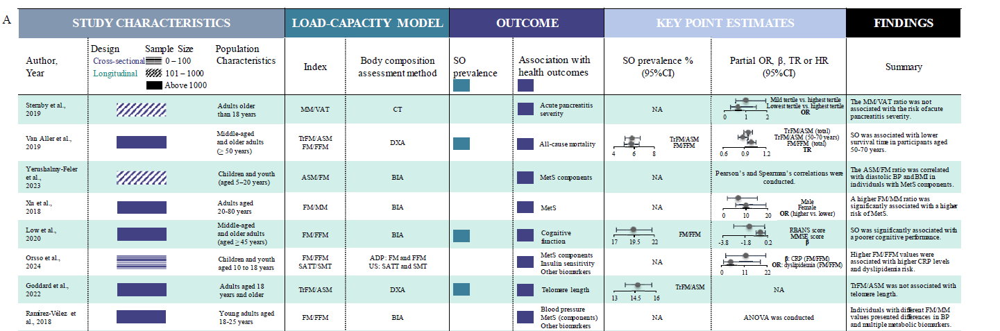 A
STUDY CHARACTERISTICS LOAD-CAPACITY MODEL OUTCOME KEY POINT ESTIMATES FINDINGS
Author,
Year
Design
Cross-sectional
Longitudinal
Sample Size
0 – 100
101 – 1000
Above 1000
Population
Characteristics
Index
Body composition
assessment method
SO
prevalence
Association with
health outcomes
SO prevalence %
(95%CI)
Partial OR, β, TR or HR
(95%CI)
Summary
Sternby et al.,
2019
Adults older
than 18 years
MM/VAT
CT
Acute pancreatitis
severity
NA
Mild tertile vs. highest tertile
Lowest tertile vs. highest tertile
OR
0 1 2
The MM/VAT ratio was not
associated with the risk of acute
pancreatitis severity.
Van Aller et al.,
2019
Middle-aged
and older adults
(≥ 50 years)
TrFM/ASM
FM/FFM
DXA
All-cause mortality
TrFM/ASM
FM/FFM
4 6 8
TrFM/ASM (total)
TrFM/ASM (50-70 years)
FM/FFM (total)
TR
0.6 0.9 1.2
SO was associated with lower
survival time in participants aged
50-70 years.
Yerushalmy-Feler
et al.,
2023
Children and youth
(aged 5–20 years)
ASM/FM
BIA
MetS components
NA
Pearson's and Spearman's correlations were
conducted.
The ASM/FM ratio was correlated
with diastolic BP and BMI in
individuals with MetS components.
Xu et al.,
2018
Adults aged
20-80 years
FM/MM
BIA
MetS
NA
Male
Female
OR (higher vs. lower)
0 10 20
A higher FM/MM ratio was
significantly associated with a higher
risk of MetS.
Low et al.,
2020
Middle-aged
and older adults
(aged ≥ 45 years)
FM/FFM
BIA
Cognitive
function
FM/FFM
17 19.5 22
RBANS score
MMSE score
β
-3.8 -1.8 0.2
SO was significantly associated with
a poorer cognitive performance.
Orsso et al.,
2024
Children and youth
aged 10 to 18 years
FM/FFM
SATT/SMT
ADP: FM and FFM
US: SATT and SMT
MetS components
Insulin sensitivity
Other biomarkers
NA
β: CRP (FM/FFM)
OR: dyslipidemia (FM/FFM)
0 11 22
Higher FM/FFM values were
associated with higher CRP levels
and dyslipidemia risk.
Goddard et al.,
2022
Adults aged 18
years and older
TrFM/ASM
DXA
Telomere length
TrFM/ASM
13 14.5 16
NA
TrFM/ASM was not associated with
telomere length.
Ramírez-Vélez et
al., 2018
Young adults aged
18-25 years
FM/FFM
BIA
Blood pressure
MetS (components)
Other biomarkers
NA
ANOVA was conducted
Individuals with different FM/MM
values presented differences in BP
and multiple metabolic biomarkers.